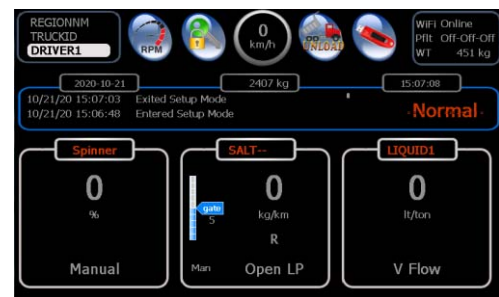 REGIONNM
TRUCKID
DRIVER1
RPM
0
km/h
UNLOAD
WiFi Online
Pflt Off-Off-Off
WT 451 kg
2020-10-21
2407 kg
15:07:08
10/21/20 15:07:03 Exited Setup Mode
10/21/20 15:06:48 Entered Setup Mode
-Normal-
Spinner
0
%
Manual
SALT--
gate
5
0
kg/km
R
Man
Open LP
LIQUID1
0
lt/ton
V Flow